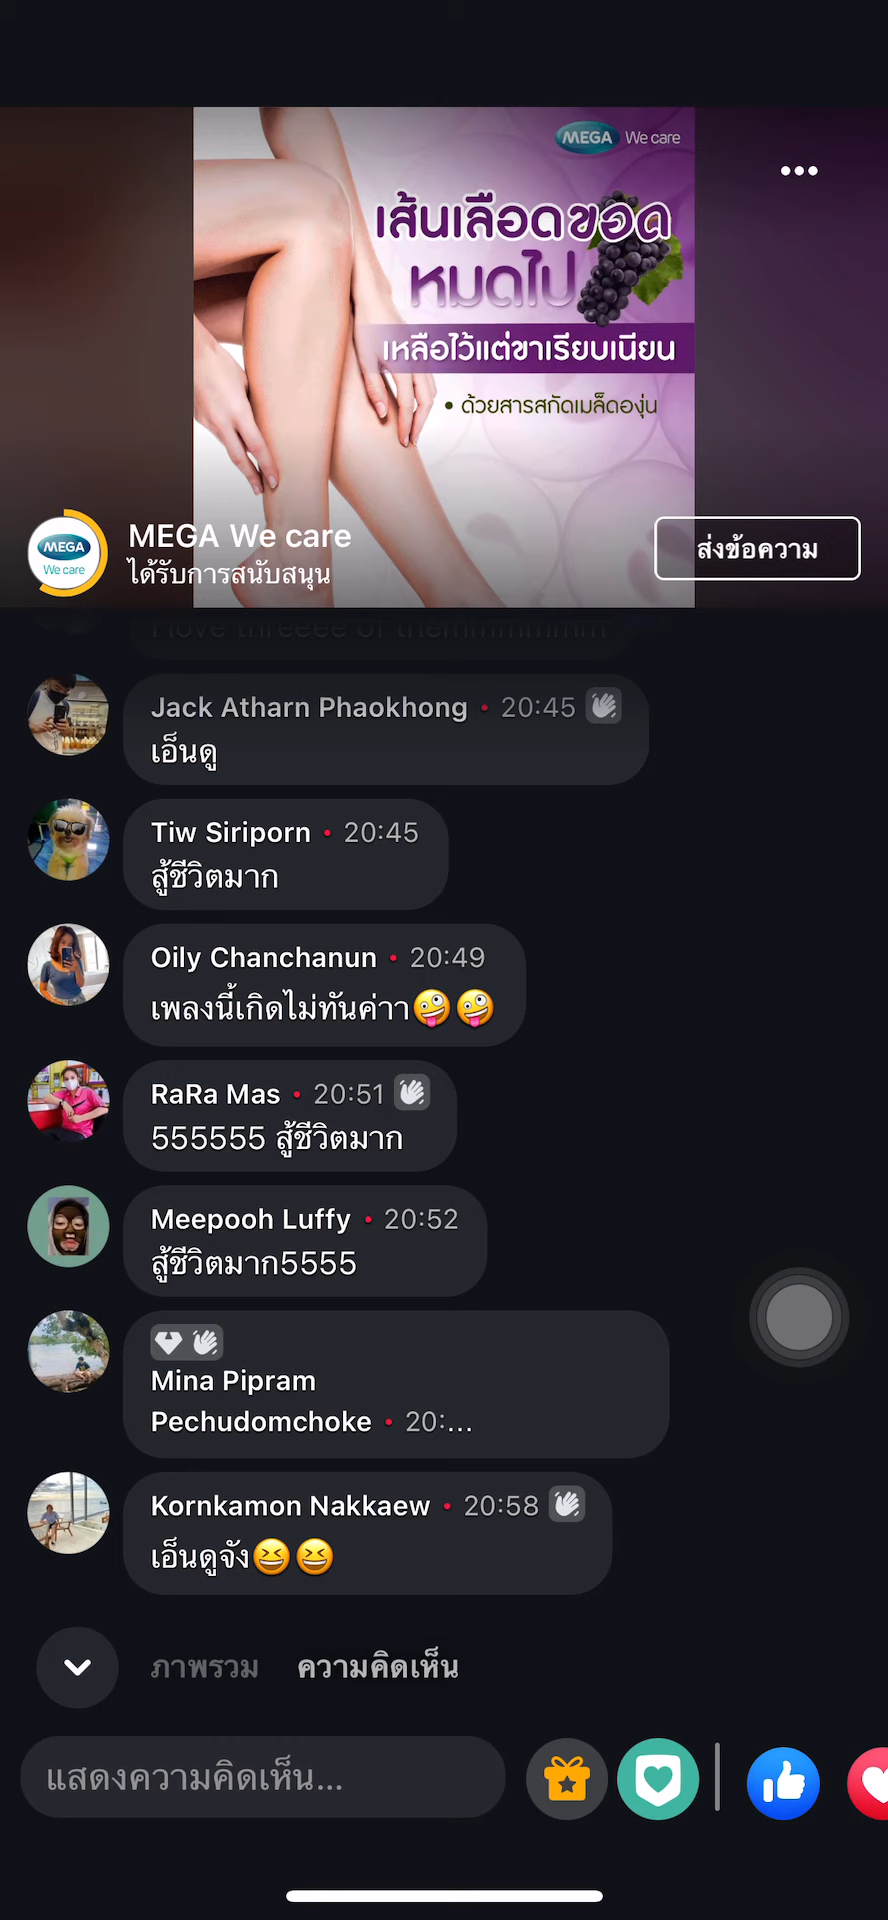 MEGA We care
เส้นเลือดขอด
หมดไป
เหลือไว้แต่ขาเรียบเนียน
• ด้วยสารสกัดเมล็ดองุ่น
MEGA
We care
MEGA We care
ได้รับการสนับสนุน
ส่งข้อความ
I love threeee of themmmmmm
Jack Atharn Phaokhong • 20:45
เอ็นดู
Tiw Siriporn • 20:45
สู้ชีวิตมาก
Oily Chanchanun • 20:49
เพลงนี้เกิดไม่ทันค่าา🤪🤪
RaRa Mas • 20:51
555555 สู้ชีวิตมาก
Meepooh Luffy • 20:52
สู้ชีวิตมาก5555
Mina Pipram
Pechudomchoke • 20:...
Kornkamon Nakkaew • 20:58
เอ็นดูจัง😆😆
ภาพรวม ความคิดเห็น
แสดงความคิดเห็น...